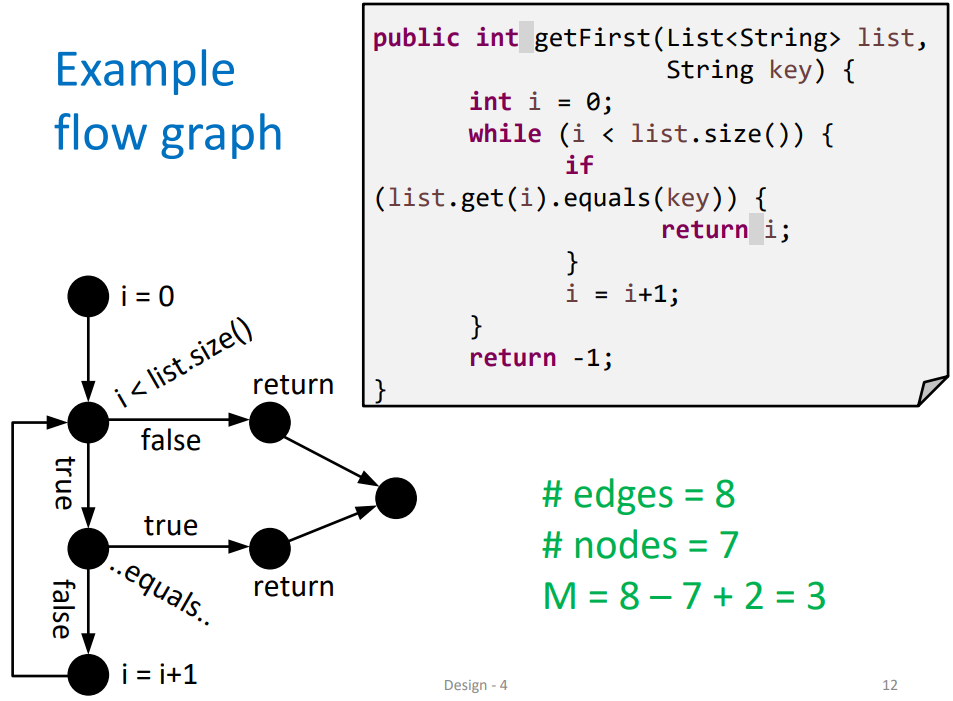 Example
flow graph
public int getFirst(List<String> list,
String key) {
int i = 0;
while (i < list.size()) {
if
(list.get(i).equals(key)) {
return i;
}
i = i+1;
}
return -1;
}
i = 0
i < list.size()
return
false
true
true
..equals..
return
false
i = i+1
# edges = 8
# nodes = 7
M = 8 – 7 + 2 = 3
Design - 4
12